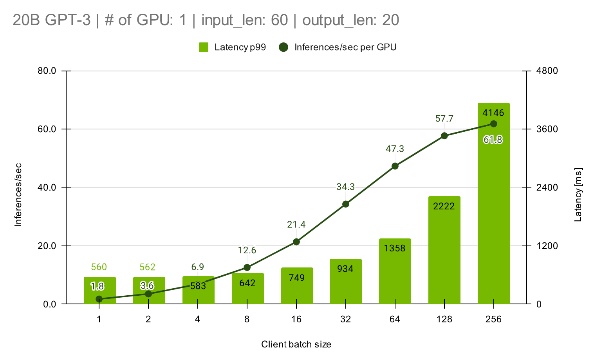 20B GPT-3 | # of GPU: 1 | input_len: 60 | output_len: 20
Latency p99 Inferences/sec per GPU
80.0 4800
60.0 3600
40.0 2400
20.0 1200
0.0 0
Inferences/sec
Latency [ms]
560 562 583 642 749 934 1358 2222 4146
1.8 3.6 6.9 12.6 21.4 34.3 47.3 57.7 61.8
1 2 4 8 16 32 64 128 256
Client batch size